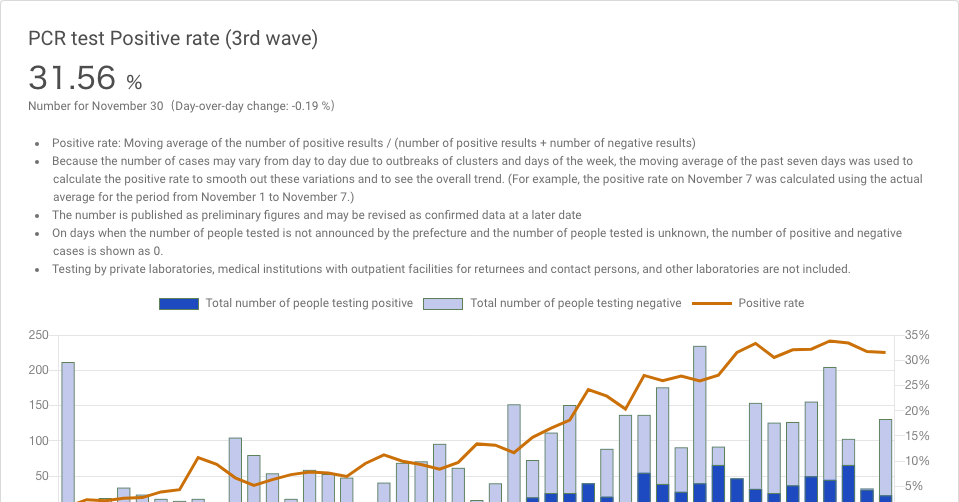 PCR test Positive rate (3rd wave)
31.56 %
Number for November 30（Day-over-day change: -0.19 %）
• Positive rate: Moving average of the number of positive results / (number of positive results + number of negative results)
• Because the number of cases may vary from day to day due to outbreaks of clusters and days of the week, the moving average of the past seven days was used to
calculate the positive rate to smooth out these variations and to see the overall trend. (For example, the positive rate on November 7 was calculated using the actual
average for the period from November 1 to November 7.)
• The number is published as preliminary figures and may be revised as confirmed data at a later date
• On days when the number of people tested is not announced by the prefecture and the number of people tested is unknown, the number of positive and negative
cases is shown as 0.
• Testing by private laboratories, medical institutions with outpatient facilities for returnees and contact persons, and other laboratories are not included.
Total number of people testing positive Total number of people testing negative Positive rate
250 35%
30%
200
25%
150 20%
15%
100
10%
50
5%